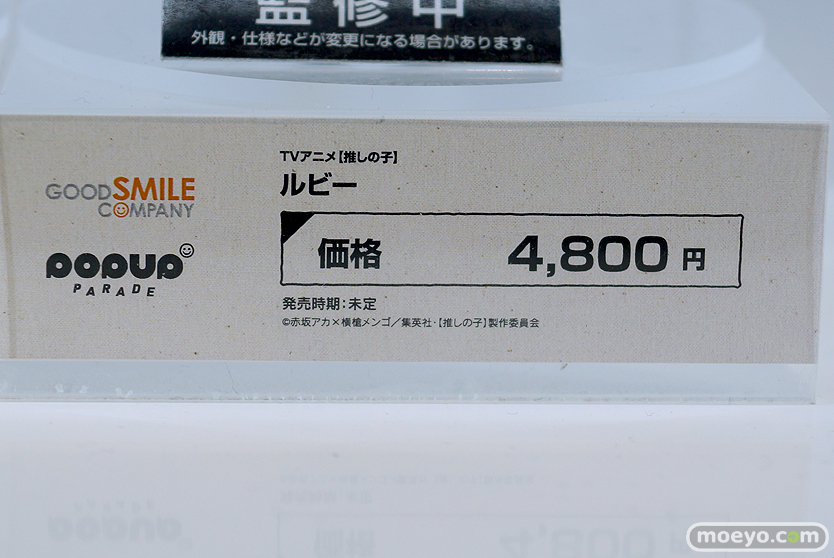 監修中
外観・仕様などが変更になる場合があります。
GOOD SMILE
COMPANY
POPUP
PARADE
TVアニメ【推しの子】
ルビー
価格 4,800 円
発売時期：未定
©赤坂アカ×横槍メンゴ／集英社・【推しの子】製作委員会
moeyo.com